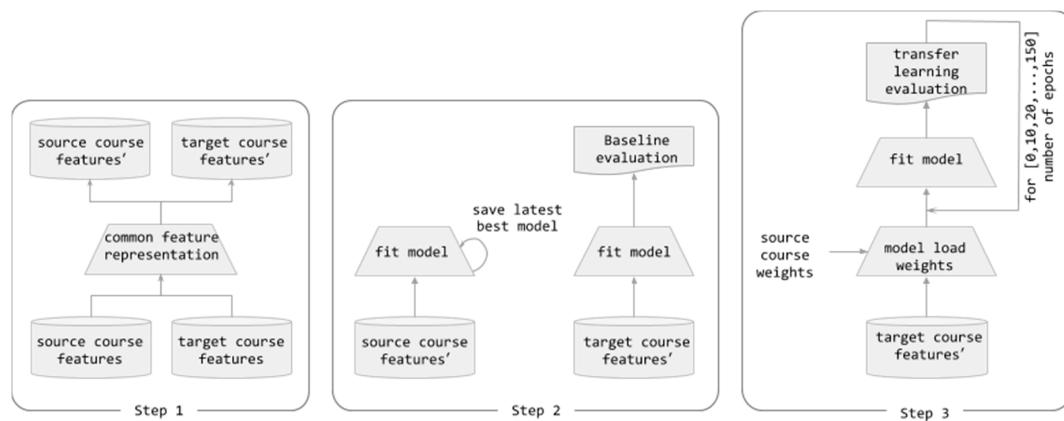 source course
features’
target course
features’
common feature
representation
source course
features
target course
features
Step 1
Baseline
evaluation
save latest
best model
fit model
fit model
source course
features’
target course
features’
Step 2
transfer
learning
evaluation
for [0,10,20,...,150]
number of epochs
fit model
source
course
weights
model load
weights
target course
features’
Step 3